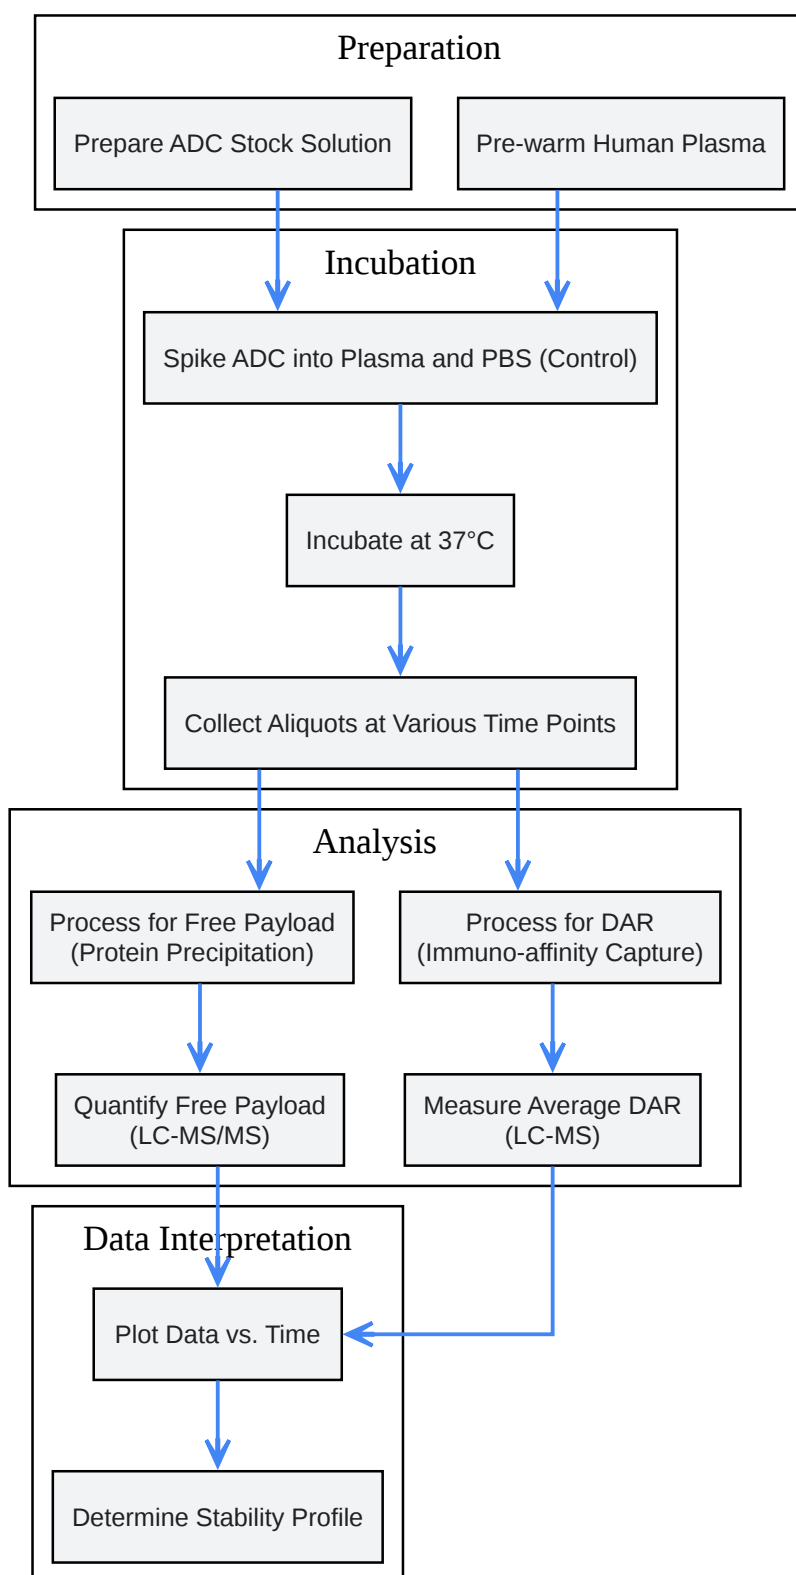 Preparation
Prepare ADC Stock Solution
Pre-warm Human Plasma
Incubation
Spike ADC into Plasma and PBS (Control)
Incubate at 37°C
Collect Aliquots at Various Time Points
Analysis
Process for Free Payload
(Protein Precipitation)
Process for DAR
(Immuno-affinity Capture)
Quantify Free Payload
(LC-MS/MS)
Measure Average DAR
(LC-MS)
Data Interpretation
Plot Data vs. Time
Determine Stability Profile